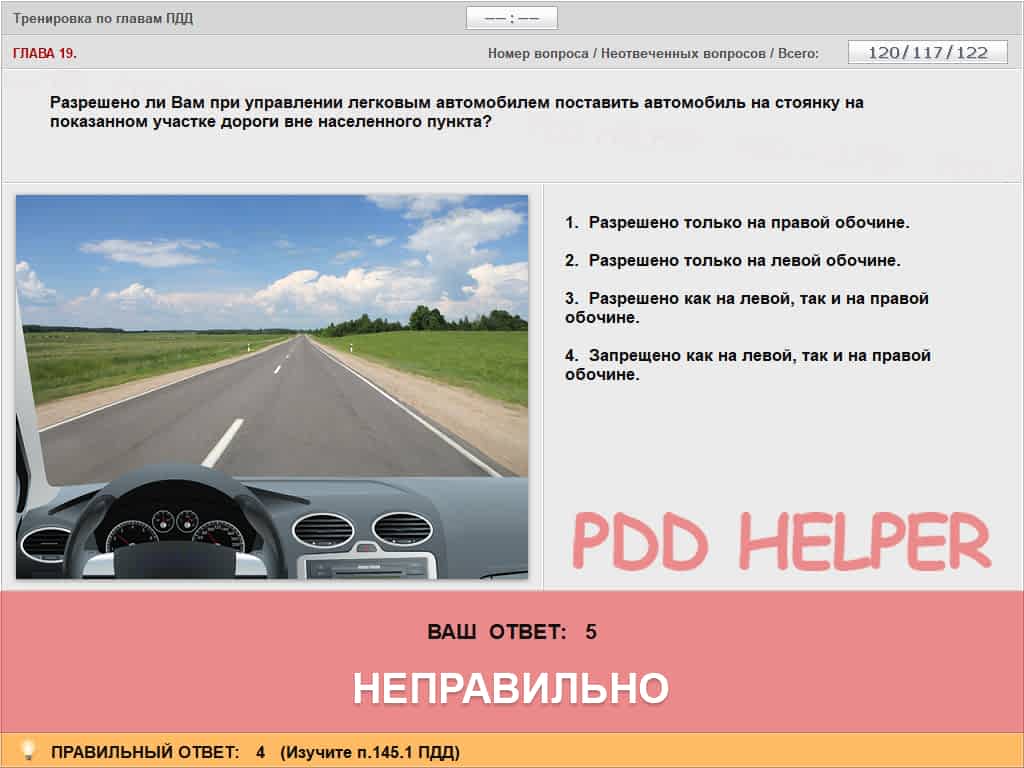 Тренировка по главам ПДД
–– : ––
ГЛАВА 19.
Номер вопроса / Неотвеченных вопросов / Всего:
120/117/122
Разрешено ли Вам при управлении легковым автомобилем поставить автомобиль на стоянку на
показанном участке дороги вне населенного пункта?
1. Разрешено только на правой обочине.
2. Разрешено только на левой обочине.
3. Разрешено как на левой, так и на правой
обочине.
4. Запрещено как на левой, так и на правой
обочине.
PDD HELPER
ВАШ ОТВЕТ: 5
НЕПРАВИЛЬНО
ПРАВИЛЬНЫЙ ОТВЕТ: 4 (Изучите п.145.1 ПДД)